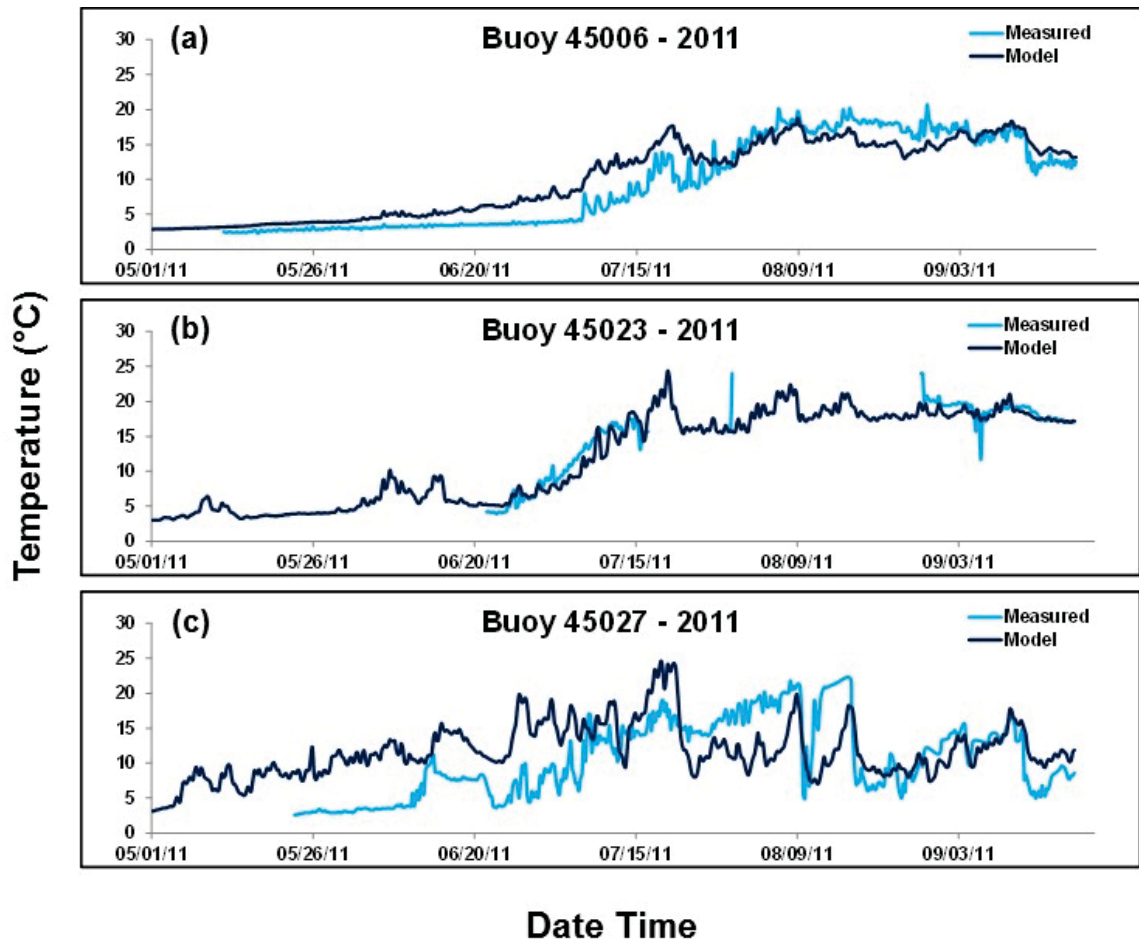 (a)
Buoy 45006 - 2011
Measured
Model
30
25
20
15
10
5
0
05/01/11 05/26/11 06/20/11 07/15/11 08/09/11 09/03/11
(b)
Buoy 45023 - 2011
Measured
Model
30
25
20
15
10
5
0
05/01/11 05/26/11 06/20/11 07/15/11 08/09/11 09/03/11
(c)
Buoy 45027 - 2011
Measured
Model
30
25
20
15
10
5
0
05/01/11 05/26/11 06/20/11 07/15/11 08/09/11 09/03/11
Temperature (°C)
Date Time